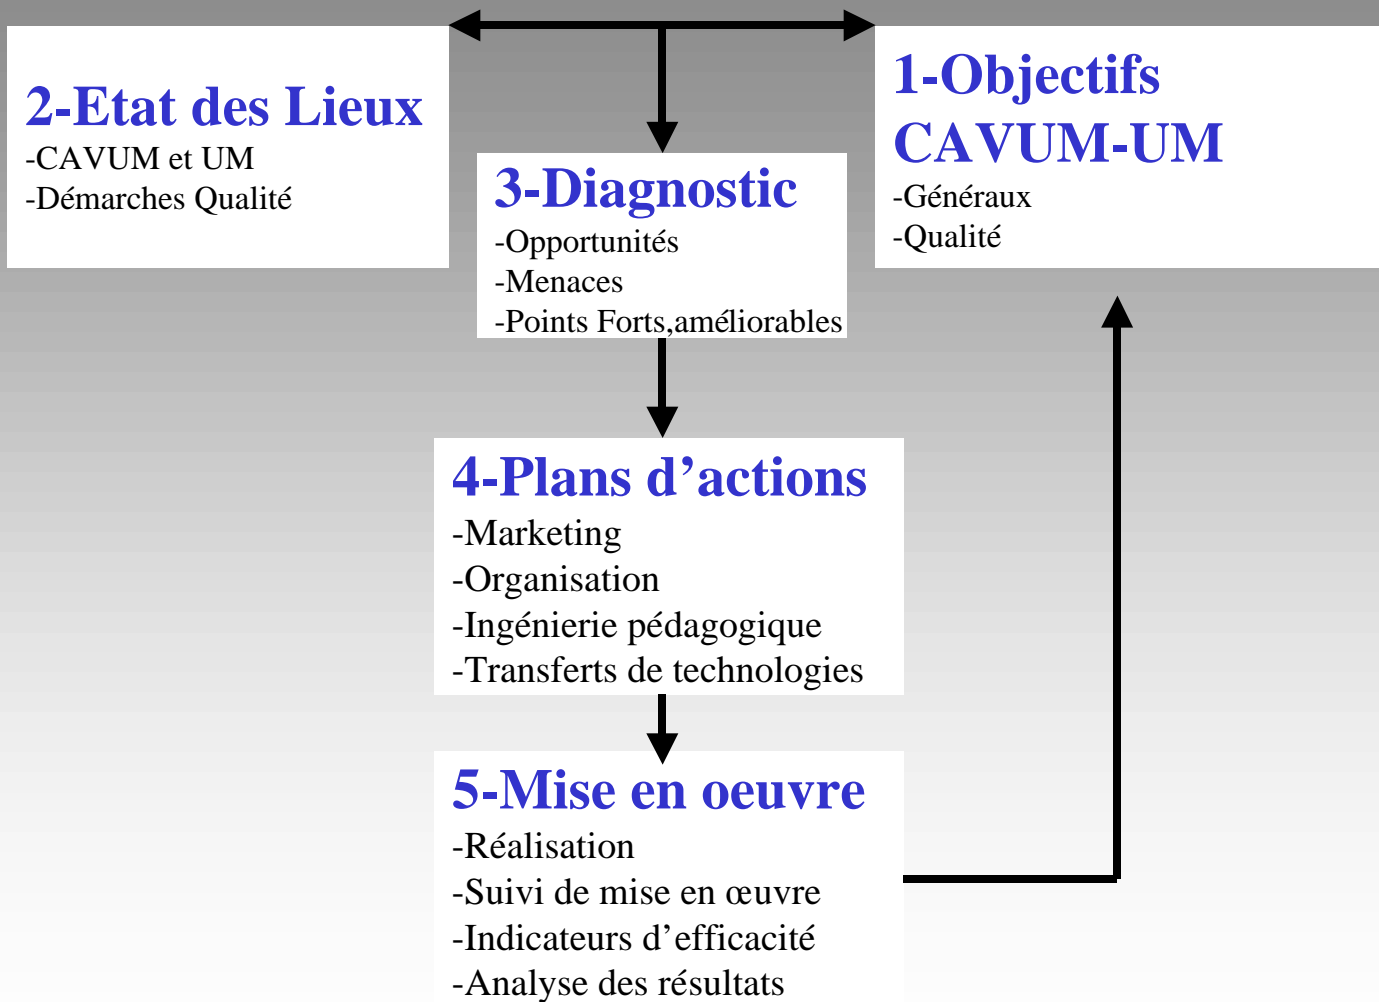 2-Etat des Lieux
-CAVUM et UM
-Démarches Qualité
1-Objectifs
CAVUM-UM
-Généraux
-Qualité
3-Diagnostic
-Opportunités
-Menaces
-Points Forts,améliorables
4-Plans d’actions
-Marketing
-Organisation
-Ingénierie pédagogique
-Transferts de technologies
5-Mise en oeuvre
-Réalisation
-Suivi de mise en œuvre
-Indicateurs d’efficacité
-Analyse des résultats